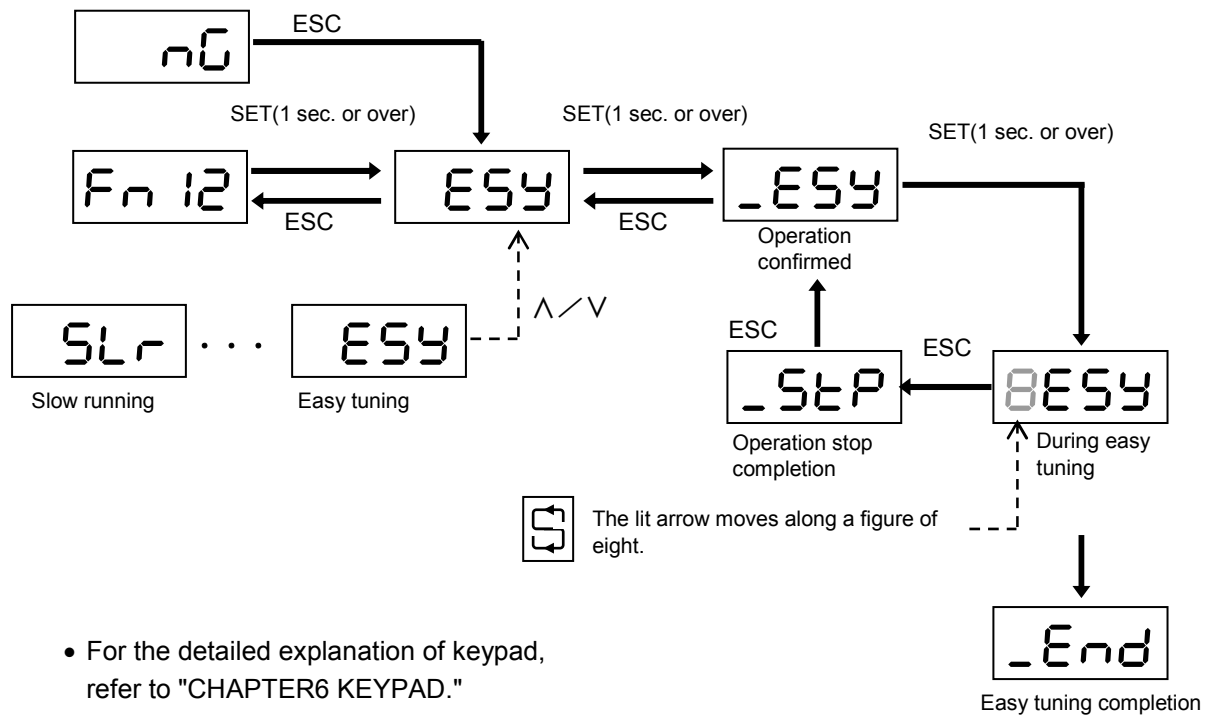 ESC
nG
SET(1 sec. or over)
SET(1 sec. or over)
SET(1 sec. or over)
Fn 12
ESY
_ESY
ESC
ESC
Operation
confirmed
∧／∨
SLr
. . .
ESY
Slow running
Easy tuning
ESC
ESC
_StP
8ESY
Operation stop
completion
During easy
tuning
The lit arrow moves along a figure of
eight.
_End
Easy tuning completion
• For the detailed explanation of keypad,
refer to "CHAPTER6 KEYPAD."